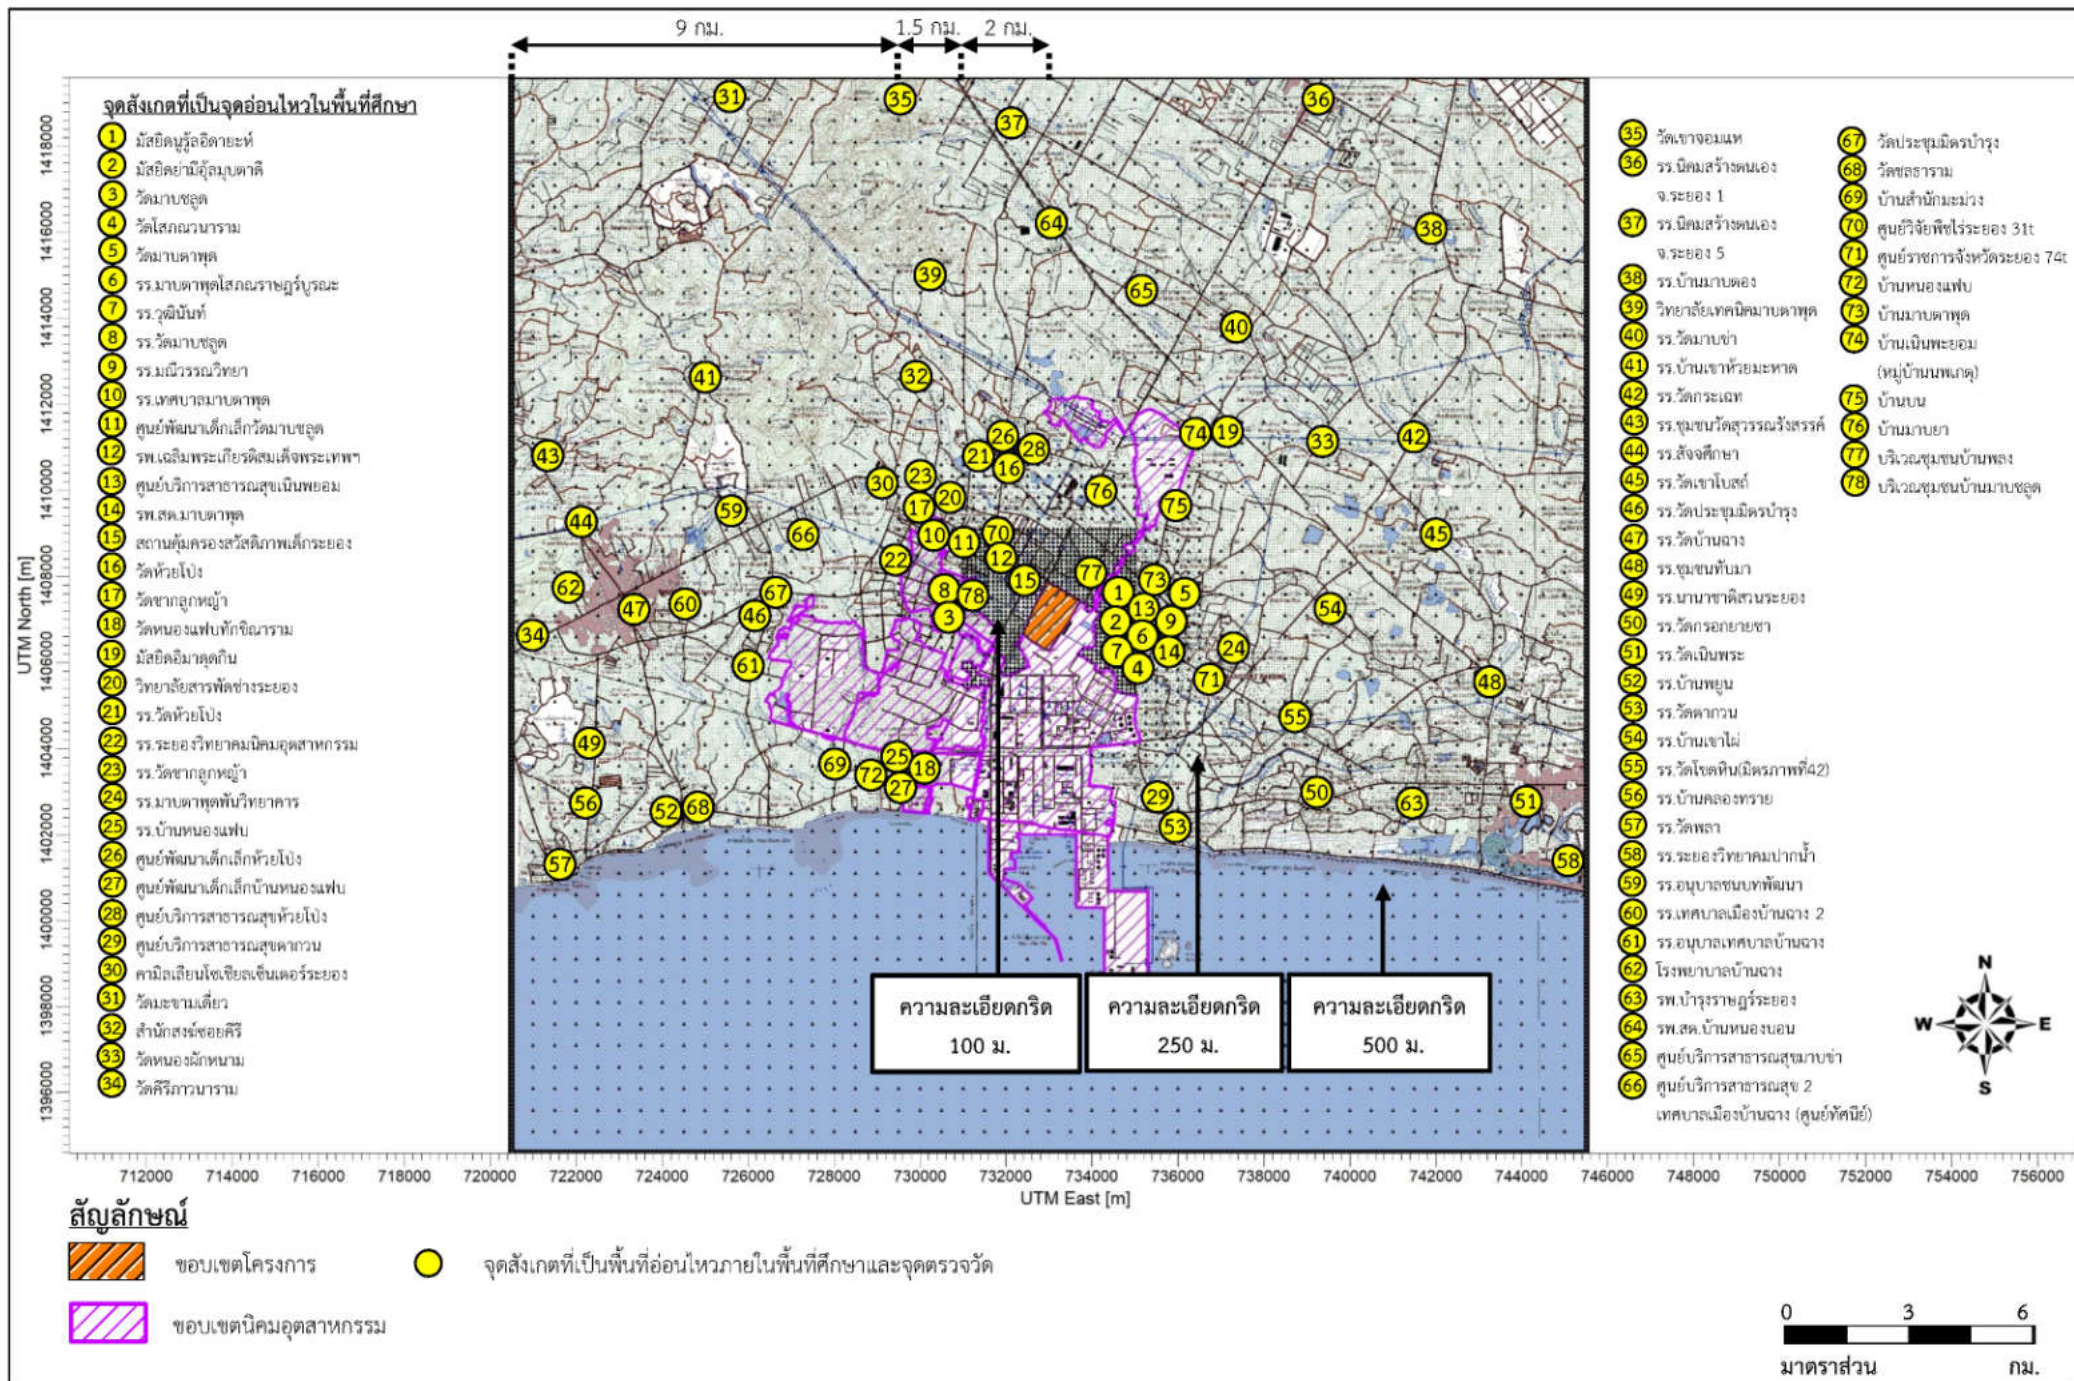 9 กม.
1.5 กม.
2 กม.
จุดสังเกตที่เป็นจุดอ่อนไหวในพื้นที่ศึกษา
1 มัสยิดนูรู้ลฮิดายะห์
2 มัสยิดย่ามีอุ้ลมุบตาดี
3 วัดมาบชลูด
4 วัดโสภณวนาราม
5 วัดมาบตาพุด
6 รร.มาบตาพุดโสภณราษฎร์บูรณะ
7 รร.วุฒินันท์
8 รร.วัดมาบชลูด
9 รร.มณีวรรณวิทยา
10 รร.เทศบาลมาบตาพุด
11 ศูนย์พัฒนาเด็กเล็กวัดมาบชลูด
12 รพ.เฉลิมพระเกียรติสมเด็จพระเทพฯ
13 ศูนย์บริการสาธารณสุขเนินพยอม
14 รพ.สต.มาบตาพุด
15 สถานคุ้มครองสวัสดิภาพเด็กระยอง
16 วัดห้วยโป่ง
17 วัดชากลูกหญ้า
18 วัดหนองแฟบทักขิณาราม
19 มัสยิดอิมาดุดกิน
20 วิทยาลัยสารพัดช่างระยอง
21 รร.วัดห้วยโป่ง
22 รร.ระยองวิทยาคมนิคมอุตสาหกรรม
23 รร.วัดชากลูกหญ้า
24 รร.มาบตาพุดพันวิทยาคาร
25 รร.บ้านหนองแฟบ
26 ศูนย์พัฒนาเด็กเล็กห้วยโป่ง
27 ศูนย์พัฒนาเด็กเล็กบ้านหนองแฟบ
28 ศูนย์บริการสาธารณสุขห้วยโป่ง
29 ศูนย์บริการสาธารณสุขตากวน
30 คามิลเลียนโซเชียลเซ็นเตอร์ระยอง
31 วัดมะขามเดี่ยว
32 สำนักสงฆ์ซอยคีรี
33 วัดหนองผักหนาม
34 วัดคีรีภาวนาราม
35 วัดเขาจอมแห
36 รร.นิคมสร้างตนเอง
จ.ระยอง 1
37 รร.นิคมสร้างตนเอง
จ.ระยอง 5
38 รร.บ้านมาบตอง
39 วิทยาลัยเทคนิคมาบตาพุด
40 รร.วัดมาบข่า
41 รร.บ้านเขาห้วยมะหาด
42 รร.วัดกระเฉท
43 รร.ชุมชนวัดสุวรรณรังสรรค์
44 รร.สัจจศึกษา
45 รร.วัดเขาโบสถ์
46 รร.วัดประชุมมิตรบำรุง
47 รร.วัดบ้านฉาง
48 รร.ชุมชนทับมา
49 รร.นานาชาติสวนระยอง
50 รร.วัดกรอกยายชา
51 รร.วัดเนินพระ
52 รร.บ้านพยูน
53 รร.วัดตากวน
54 รร.บ้านเขาไผ่
55 รร.วัดโขดหิน(มิตรภาพที่42)
56 รร.บ้านคลองทราย
57 รร.วัดพลา
58 รร.ระยองวิทยาคมปากน้ำ
59 รร.อนุบาลชนบทพัฒนา
60 รร.เทศบาลเมืองบ้านฉาง 2
61 รร.อนุบาลเทศบาลบ้านฉาง
62 โรงพยาบาลบ้านฉาง
63 รพ.บำรุงราษฎร์ระยอง
64 รพ.สต.บ้านหนองบอน
65 ศูนย์บริการสาธารณสุขมาบข่า
66 ศูนย์บริการสาธารณสุข 2
เทศบาลเมืองบ้านฉาง (ศูนย์ทัศนีย์)
67 วัดประชุมมิตรบำรุง
68 วัดชลธาราม
69 บ้านสำนักมะม่วง
70 ศูนย์วิจัยพืชไร่ระยอง 31t
71 ศูนย์ราชการจังหวัดระยอง 74t
72 บ้านหนองแฟบ
73 บ้านมาบตาพุด
74 บ้านเนินพะยอม
(หมู่บ้านนพเกตุ)
75 บ้านบน
76 บ้านมาบยา
77 บริเวณชุมชนบ้านพลง
78 บริเวณชุมชนบ้านมาบชลูด
ความละเอียดกริด
100 ม.
ความละเอียดกริด
250 ม.
ความละเอียดกริด
500 ม.
N
W E
S
UTM North [m]
1418000
1416000
1414000
1412000
1410000
1408000
1406000
1404000
1402000
1400000
1398000
1396000
712000 714000 716000 718000 720000 722000 724000 726000 728000 730000 732000 734000 736000 738000 740000 742000 744000 746000 748000 750000 752000 754000 756000
UTM East [m]
สัญลักษณ์
ขอบเขตโครงการ
จุดสังเกตที่เป็นพื้นที่อ่อนไหวภายในพื้นที่ศึกษาและจุดตรวจวัด
ขอบเขตนิคมอุตสาหกรรม
0 3 6
มาตราส่วน กม.